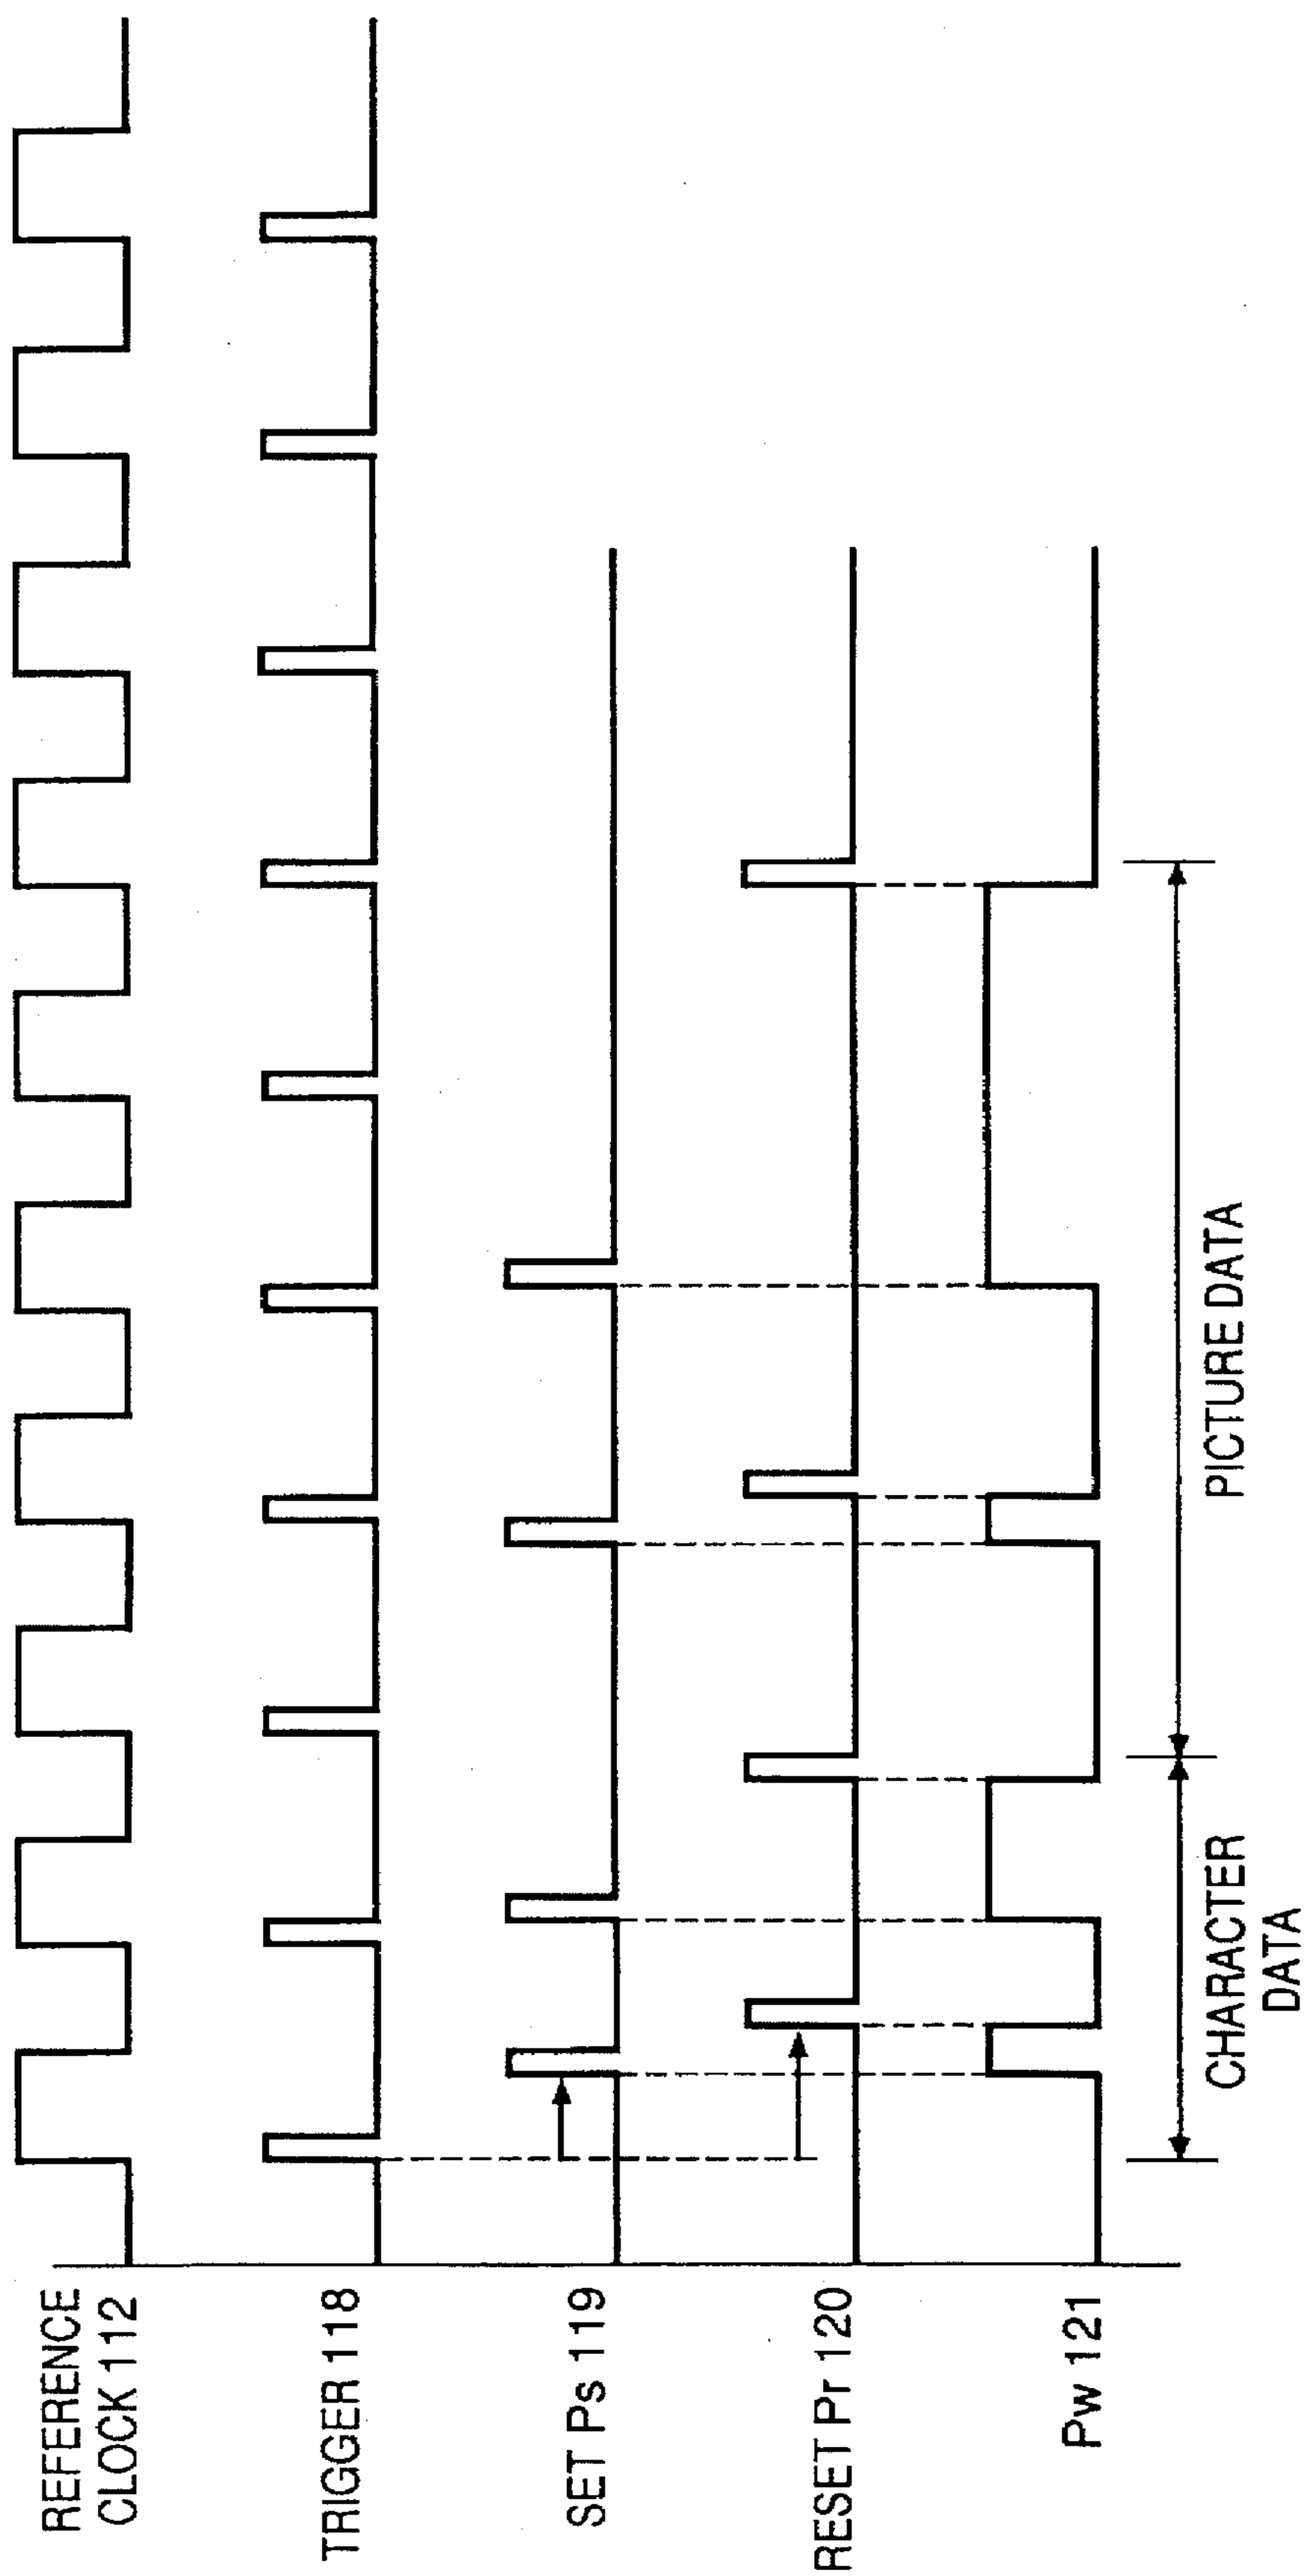 REFERENCE
CLOCK 112
TRIGGER 118
SET Ps 119
RESET Pr 120
Pw 121
CHARACTER
DATA
PICTURE DATA